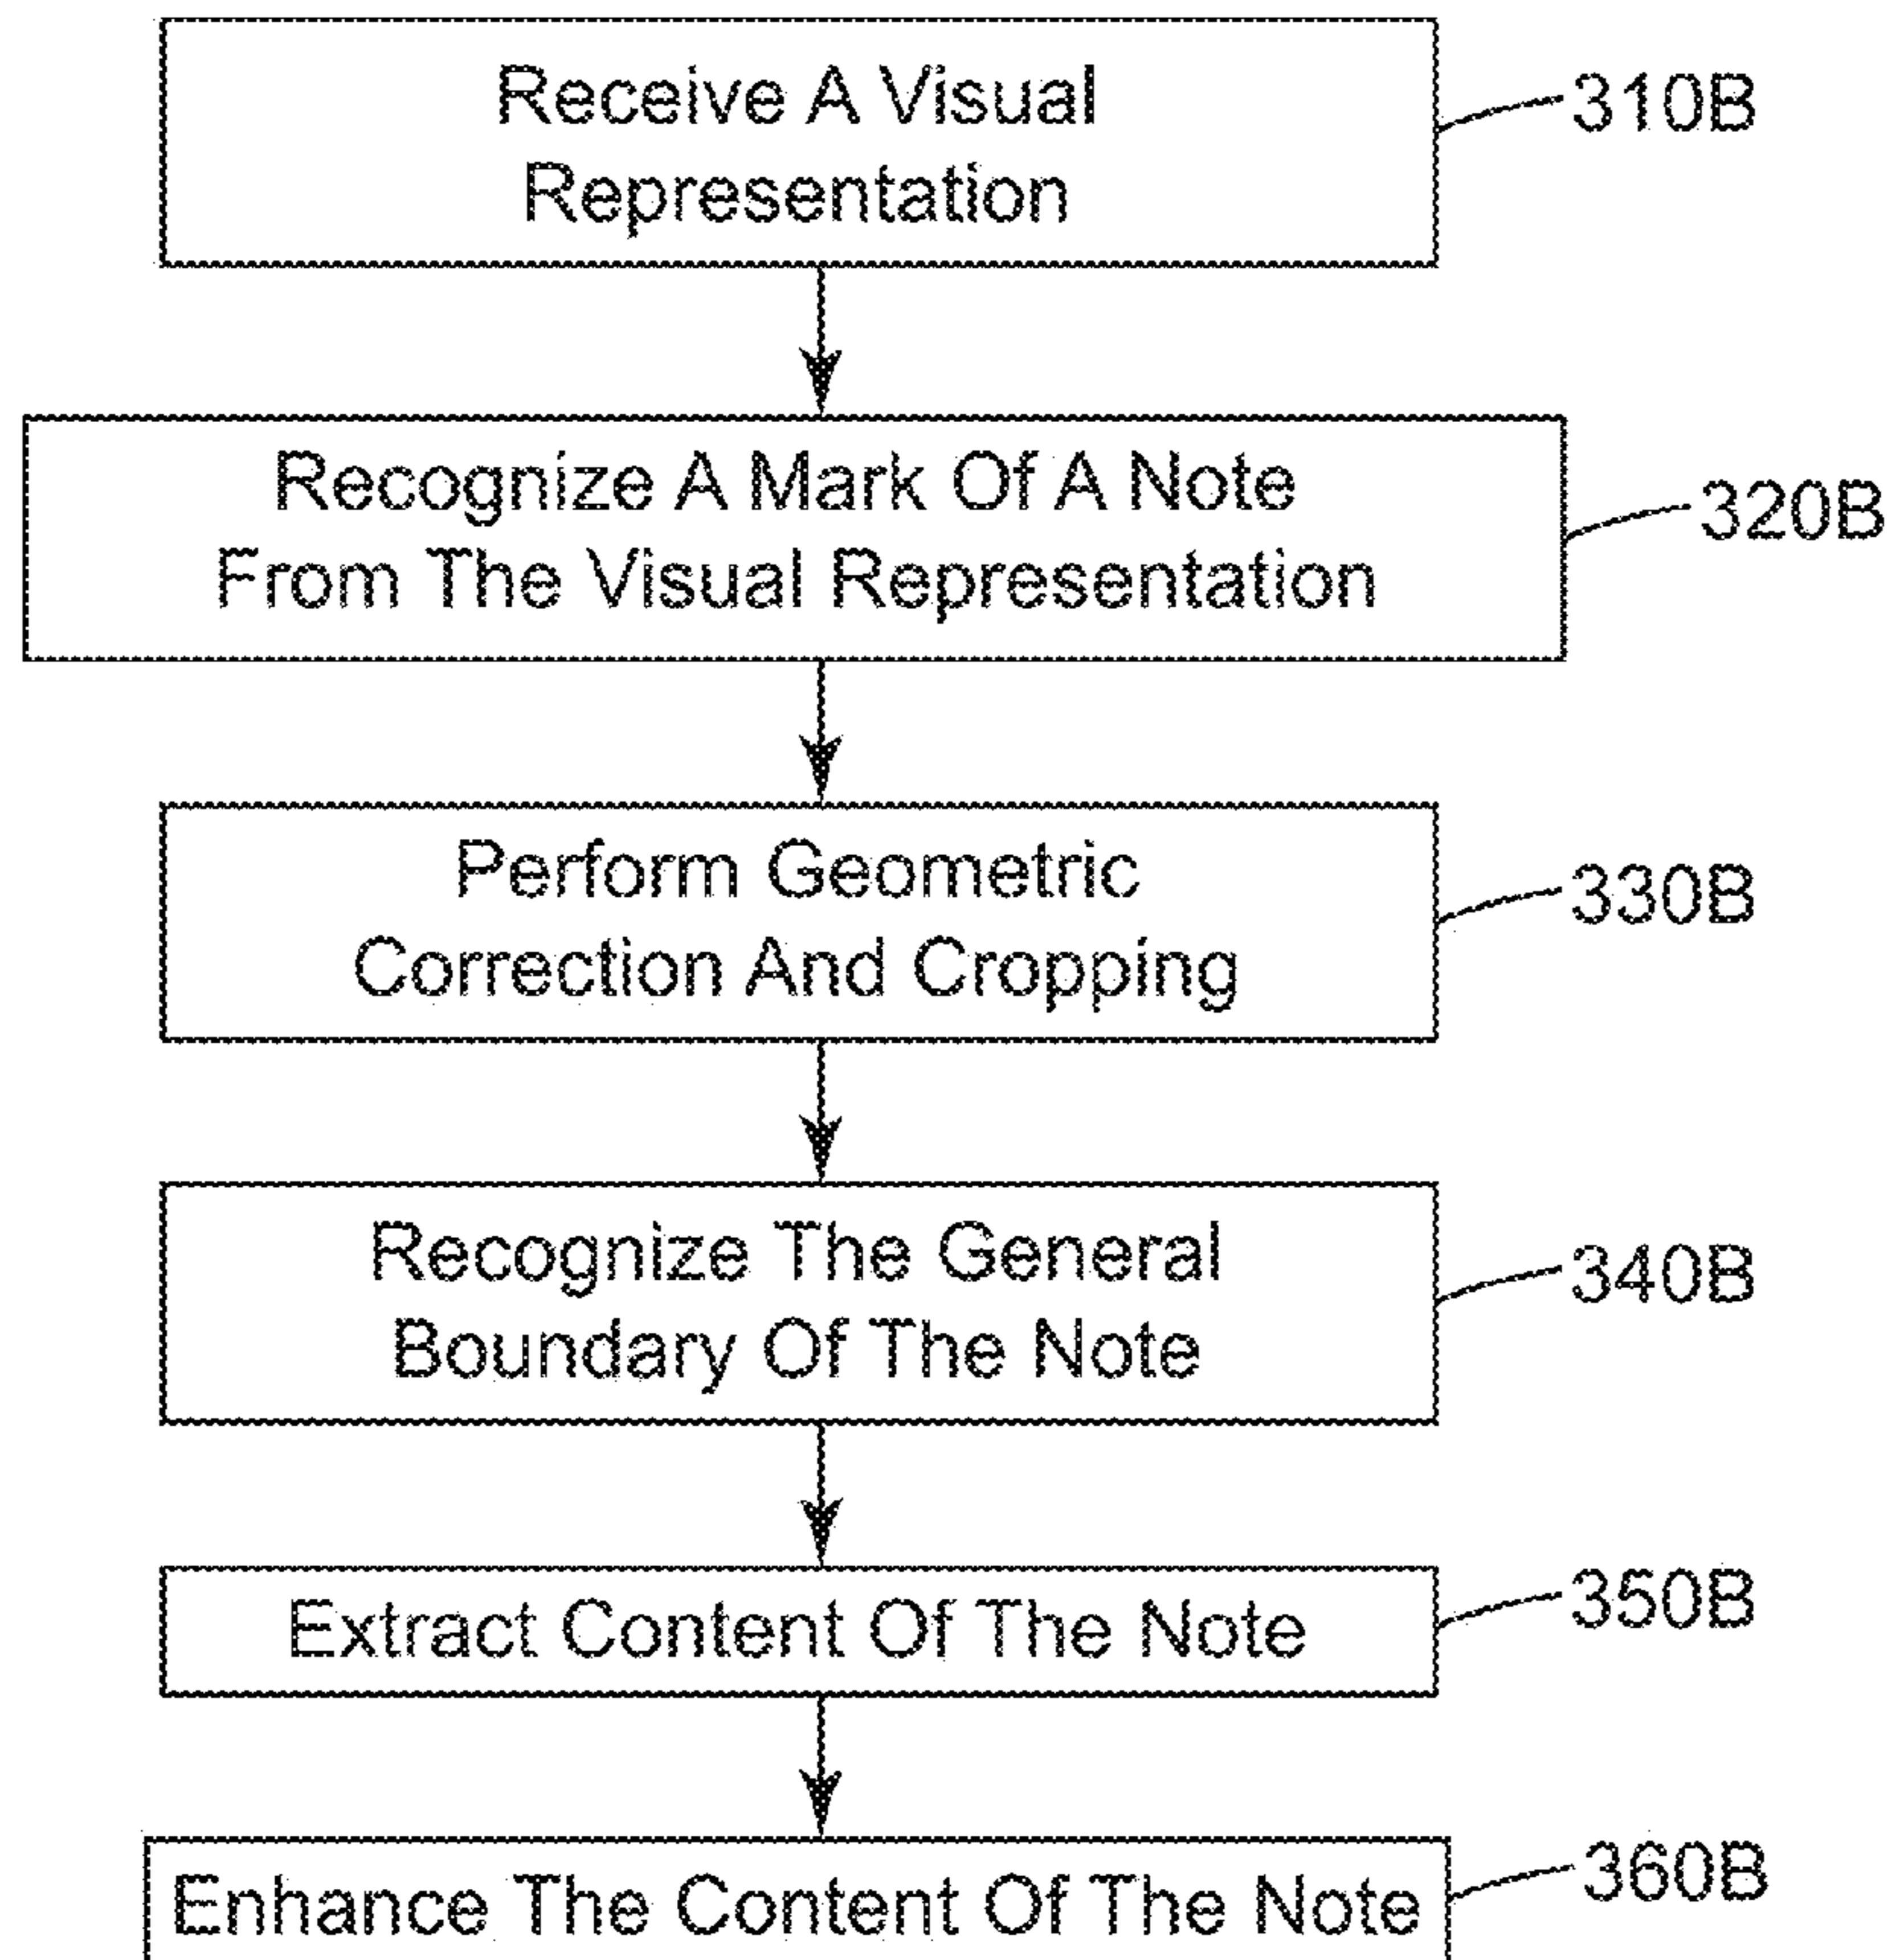 Receive A Visual
Representation
310B
Recognize A Mark Of A Note
From The Visual Representation
320B
Perform Geometric
Correction And Cropping
330B
Recognize The General
Boundary Of The Note
340B
Extract Content Of The Note
350B
Enhance The Content Of The Note
360B